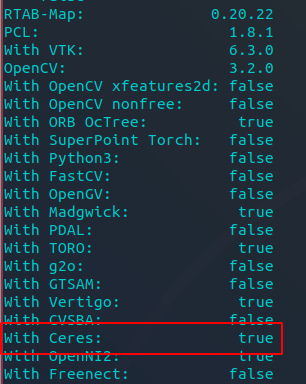 RTAB-Map: 0.20.22
PCL: 1.8.1
With VTK: 6.3.0
OpenCV: 3.2.0
With OpenCV xfeatures2d: false
With OpenCV nonfree: false
With ORB OcTree: true
With SuperPoint Torch: false
With Python3: false
With FastCV: false
With OpenGV: false
With Madgwick: true
With PDAL: false
With TORO: true
With g2o: false
With GTSAM: false
With Vertigo: true
With CVSBA: false
With Ceres: true
With OpenNI2: true
With Freenect: false